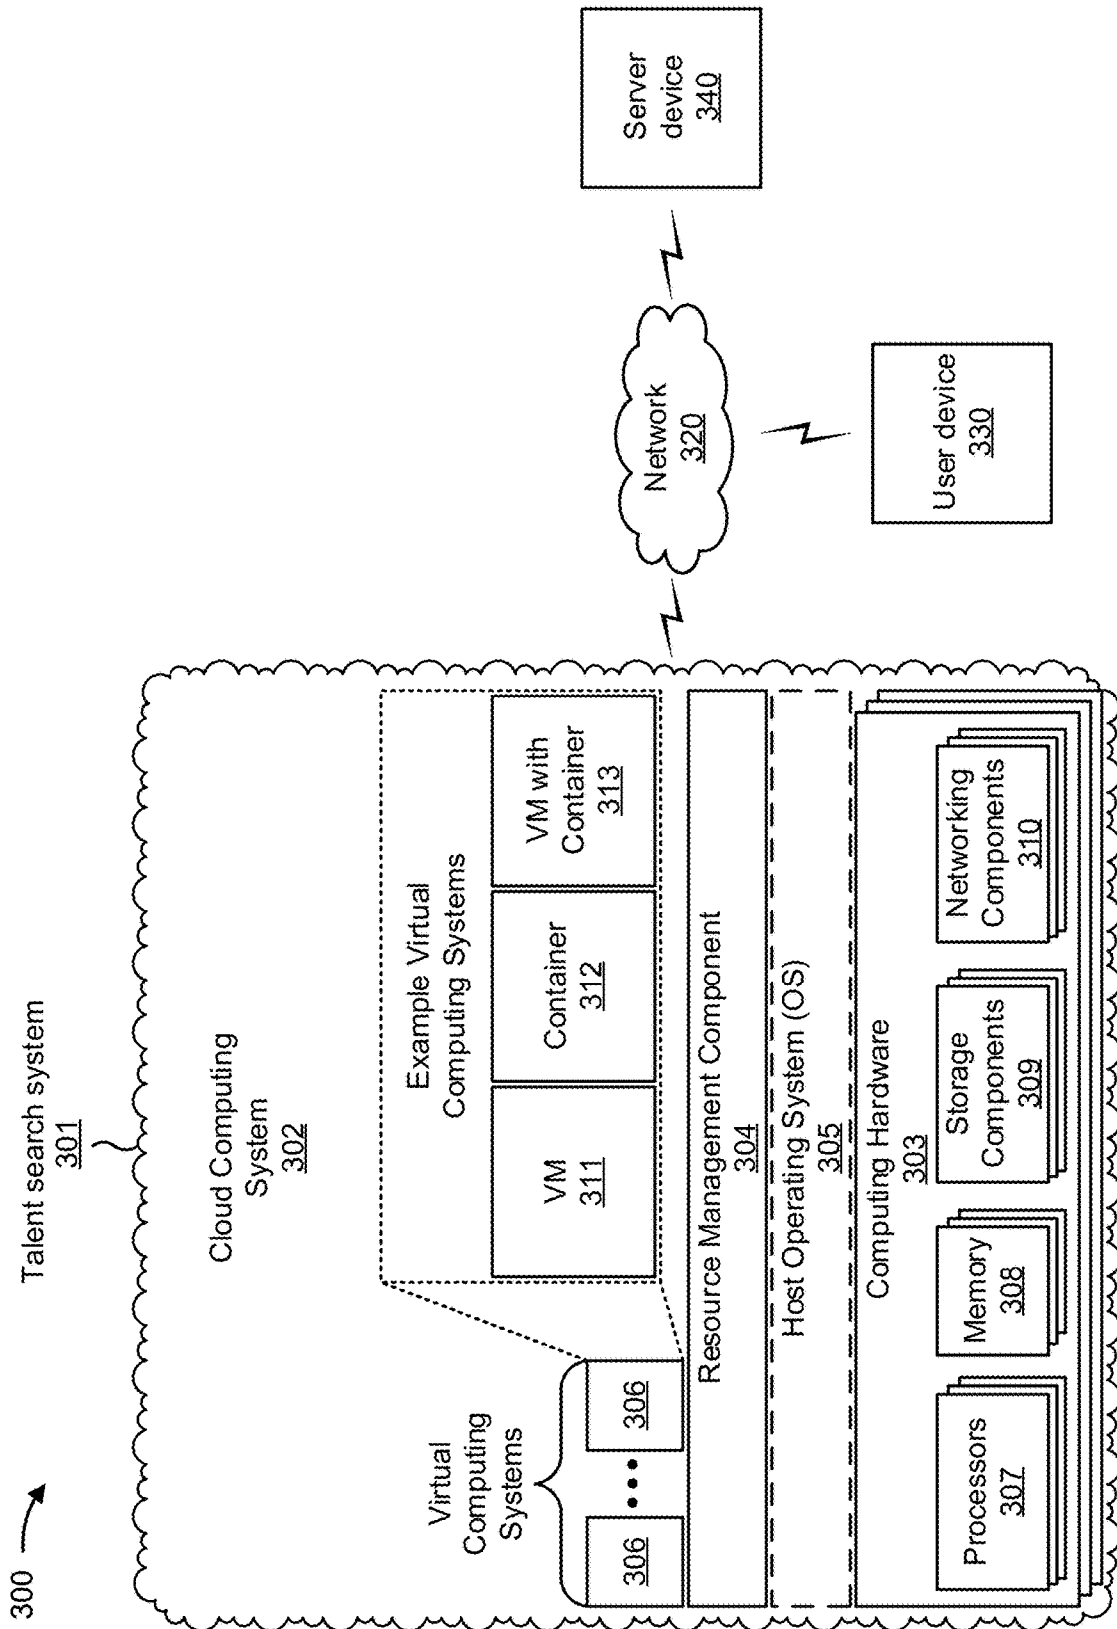 300
Talent search system
301
Cloud Computing
System
302
Example Virtual
Computing Systems
Virtual
Computing
Systems
306
306
VM
311
Container
312
VM with
Container
313
Resource Management Component
304
Host Operating System (OS)
305
Computing Hardware
303
Processors
307
Memory
308
Storage
Components
309
Networking
Components
310
Network
320
Server
device
340
User device
330